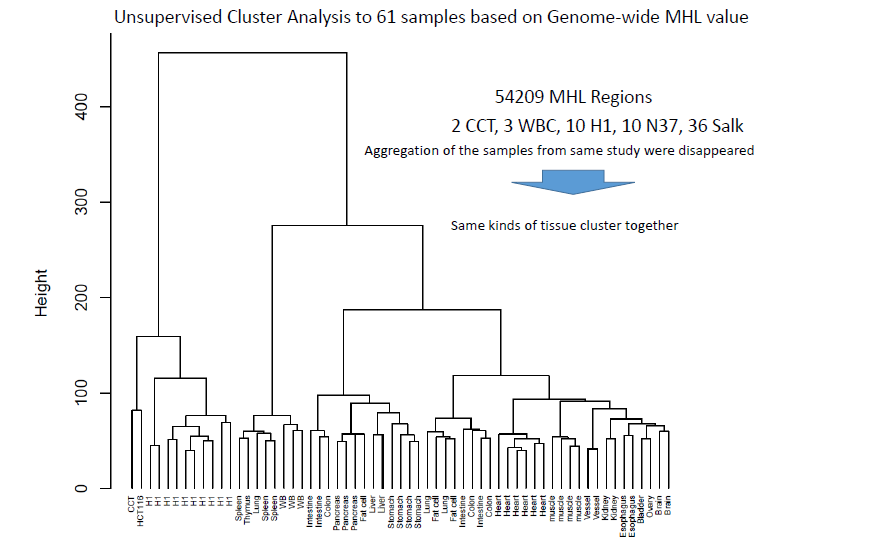 Unsupervised Cluster Analysis to 61 samples based on Genome-wide MHL value
54209 MHL Regions
2 CCT, 3 WBC, 10 H1, 10 N37, 36 Salk
Aggregation of the samples from same study were disappeared
Same kinds of tissue cluster together
Height
400
300
200
100
0
CCT
HCT116
H1
H1
H1
H1
H1
H1
H1
H1
H1
H1
Spleen
Thymus
Lung
Spleen
Spleen
WB
WB
WB
Intestine
Intestine
Colon
Pancreas
Pancreas
Pancreas
Fat cell
Liver
Liver
Stomach
Stomach
Stomach
Stomach
Lung
Fat cell
Lung
Fat cell
Intestine
Colon
Intestine
Colon
Heart
Heart
Heart
Heart
Heart
Heart
muscle
muscle
muscle
muscle
Vessel
Vessel
Kidney
Kidney
Esophagus
Esophagus
Bladder
Ovary
Brain
Brain